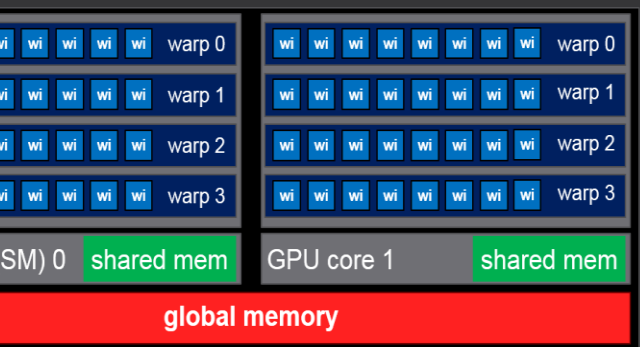 wi wi wi wi wi warp 0
wi wi wi wi wi warp 1
wi wi wi wi wi warp 2
wi wi wi wi wi warp 3
SM) 0 shared mem
wi wi wi wi wi wi wi wi warp 0
wi wi wi wi wi wi wi wi warp 1
wi wi wi wi wi wi wi wi warp 2
wi wi wi wi wi wi wi wi warp 3
GPU core 1 shared mem
global memory